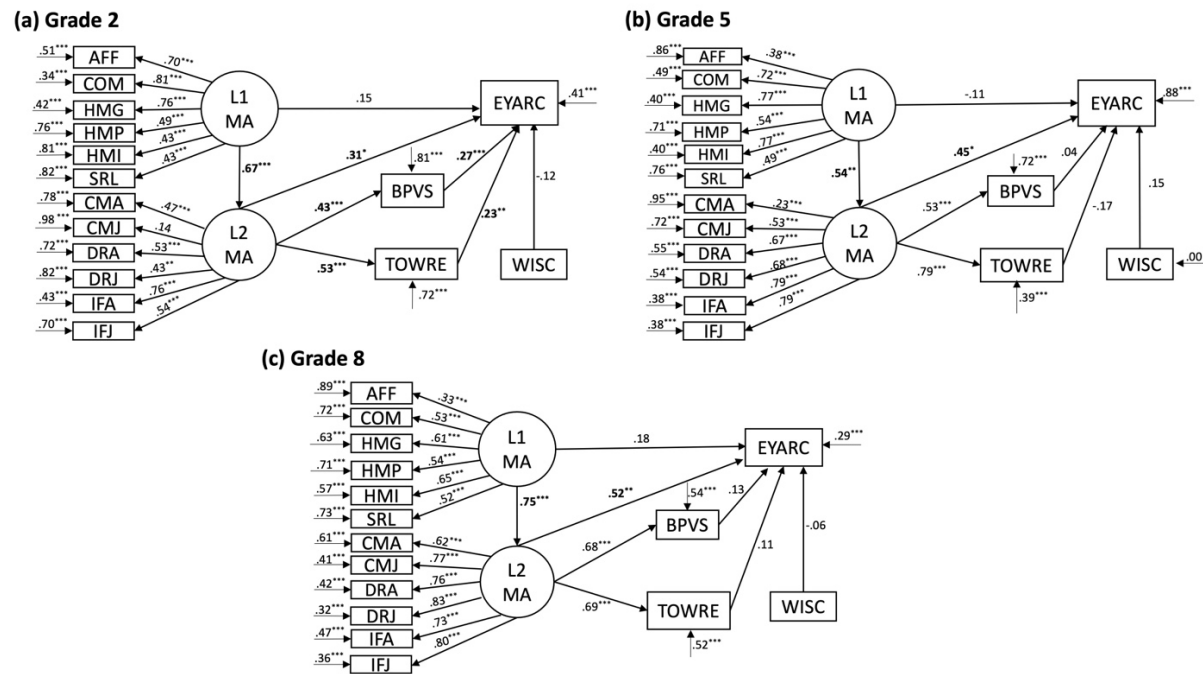 (a) Grade 2
.51*** AFF .70***
.34*** COM .81***
.42*** HMG .76***
.76*** HMP .49***
.81*** HMI .43***
.82*** SRL .43***
.78*** CMA .47***
.98*** CMJ .14
.72*** DRA .53***
.82*** DRJ .43**
.43*** IFA .76***
.70*** IFJ .54***
L1
MA
.67***
L2
MA
.15
.31*
.43***
.53***
.81***
BPVS
.27***
TOWRE
.72***
.23**
EYARC
.41***
-.12
WISC
(b) Grade 5
.86*** AFF .38***
.49*** COM .72***
.40*** HMG .77***
.71*** HMP .54***
.40*** HMI .77***
.76*** SRL .49***
.95*** CMA .23***
.72*** CMJ .53***
.55*** DRA .67***
.54*** DRJ .68***
.38*** IFA .79***
.38*** IFJ .79***
L1
MA
.54**
L2
MA
-.11
.45*
.53***
.79***
.72***
BPVS
.04
TOWRE
.39***
-.17
EYARC
.88***
.15
WISC
.00
(c) Grade 8
.89*** AFF .33***
.72*** COM .53***
.63*** HMG .61***
.71*** HMP .54***
.57*** HMI .65***
.73*** SRL .52***
.61*** CMA .62***
.41*** CMJ .77***
.42*** DRA .76***
.32*** DRJ .83***
.47*** IFA .73***
.36*** IFJ .80***
L1
MA
.75***
L2
MA
.18
.52**
.68***
.69***
.54***
BPVS
.13
TOWRE
.52***
.11
EYARC
.29***
-.06
WISC